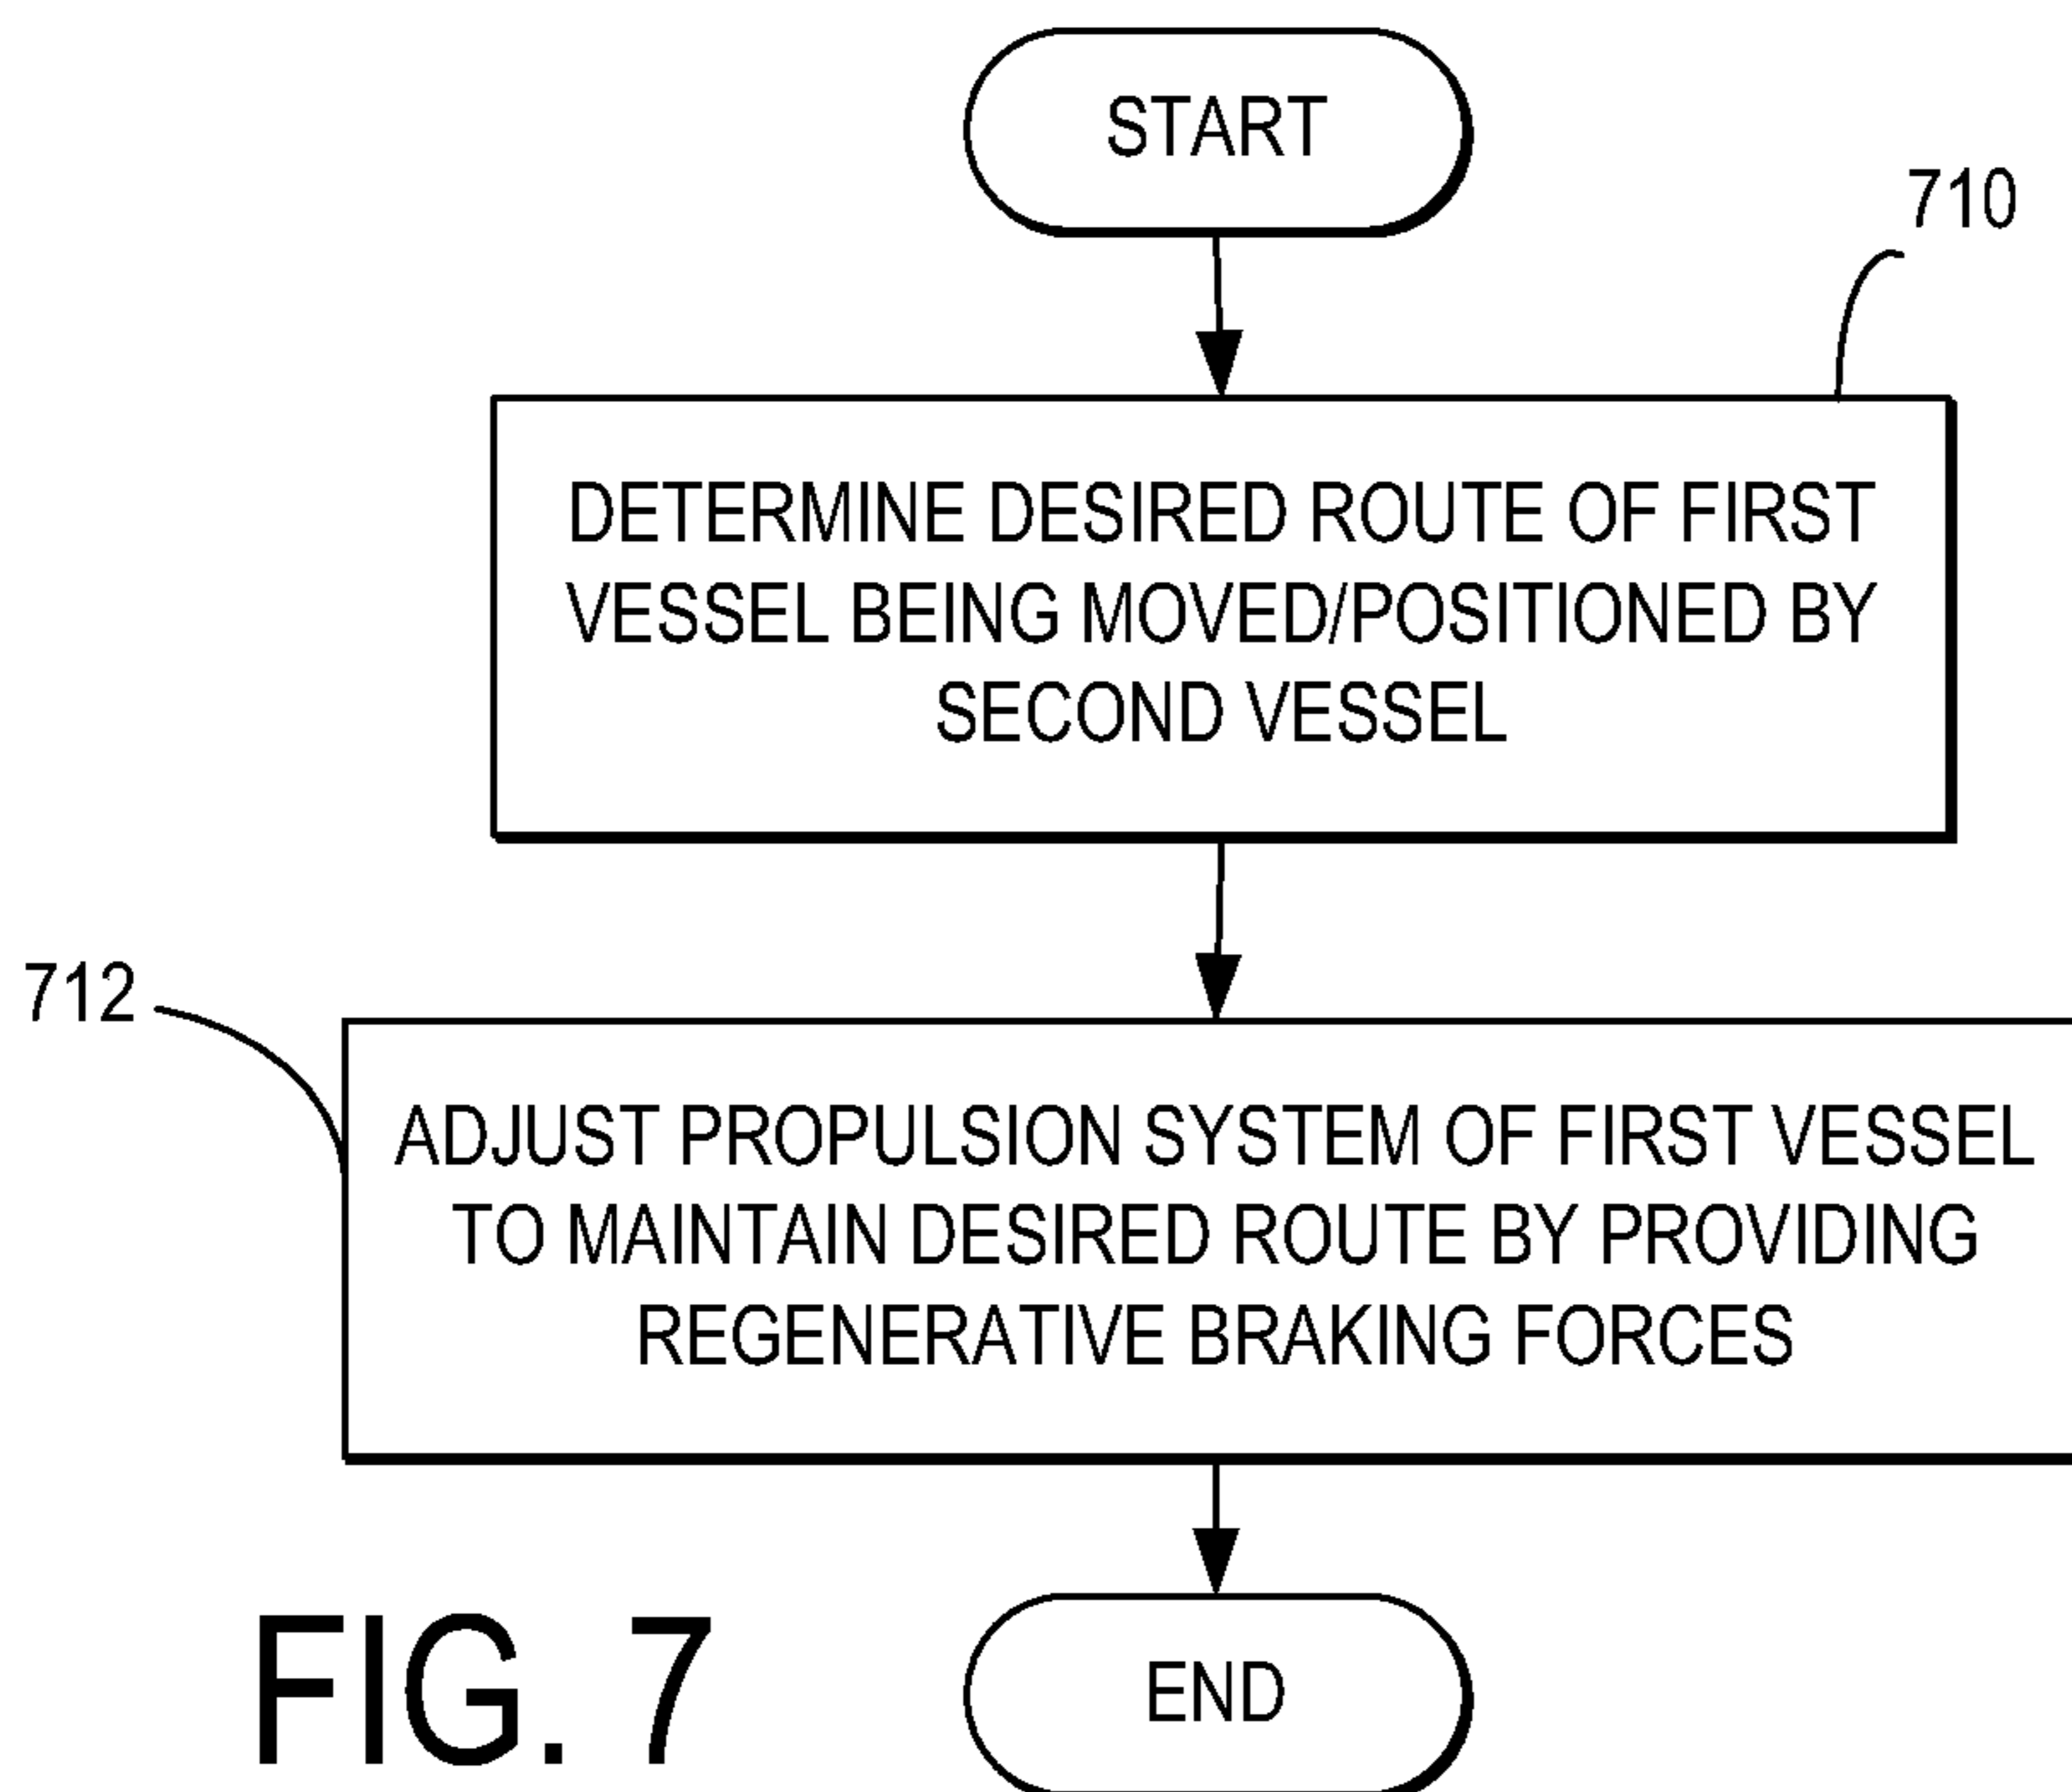 START
710
DETERMINE DESIRED ROUTE OF FIRST
VESSEL BEING MOVED/POSITIONED BY
SECOND VESSEL
712
ADJUST PROPULSION SYSTEM OF FIRST VESSEL
TO MAINTAIN DESIRED ROUTE BY PROVIDING
REGENERATIVE BRAKING FORCES
END
FIG. 7